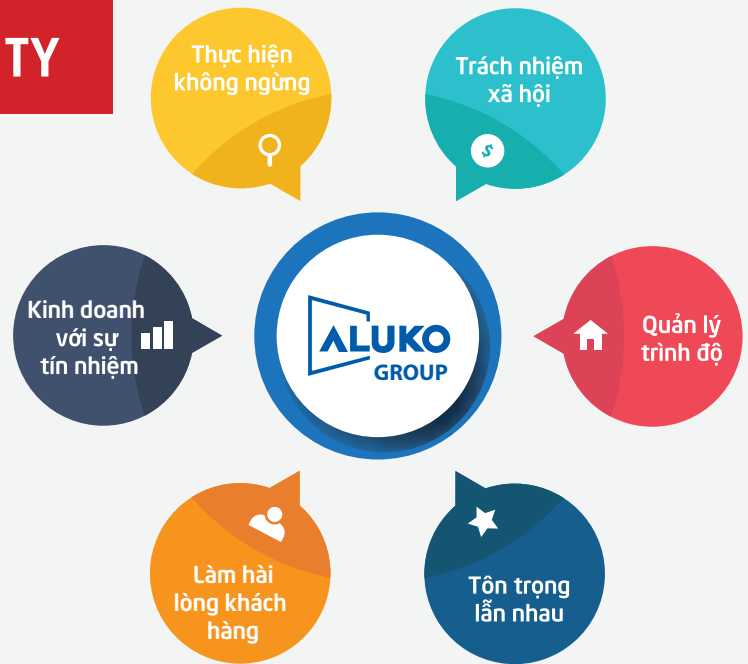 TY
Thực hiện
không ngừng
Trách nhiệm
xã hội
$
Kinh doanh
với sự
tín nhiệm
ALUKO
GROUP
Quản lý
trình độ
Làm hài
lòng khách
hàng
Tôn trọng
lẫn nhau